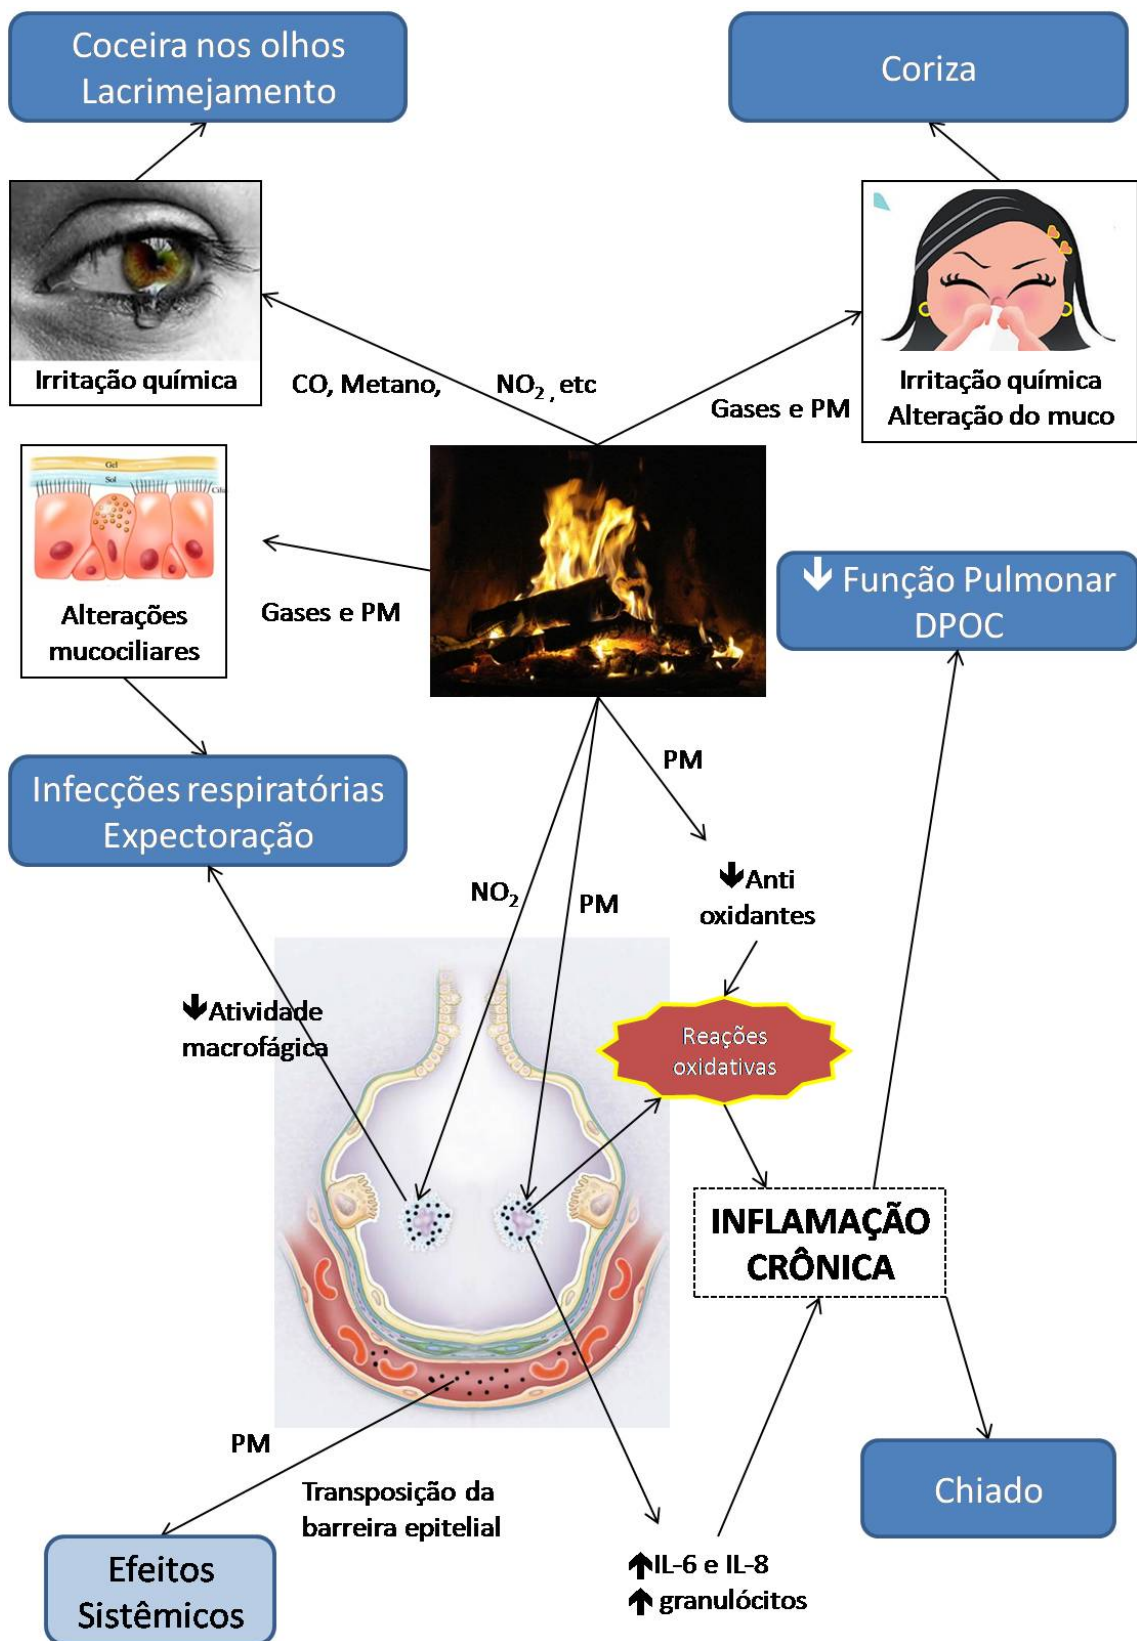 Coceira nos olhos
Lacrimejamento
Coriza
Irritação química
CO, Metano,
NO₂ , etc
Gases e PM
Irritação química
Alteração do muco
Gel
Sol
Alterações
mucociliares
Gases e PM
Função Pulmonar
DPOC
Infecções respiratórias
Expectoração
PM
NO₂
PM
Anti
oxidantes
Atividade
macrofágica
Reações
oxidativas
INFLAMAÇÃO
CRÔNICA
PM
Transposição da
barreira epitelial
Chiado
Efeitos
Sistêmicos
IL-6 e IL-8
granulócitos